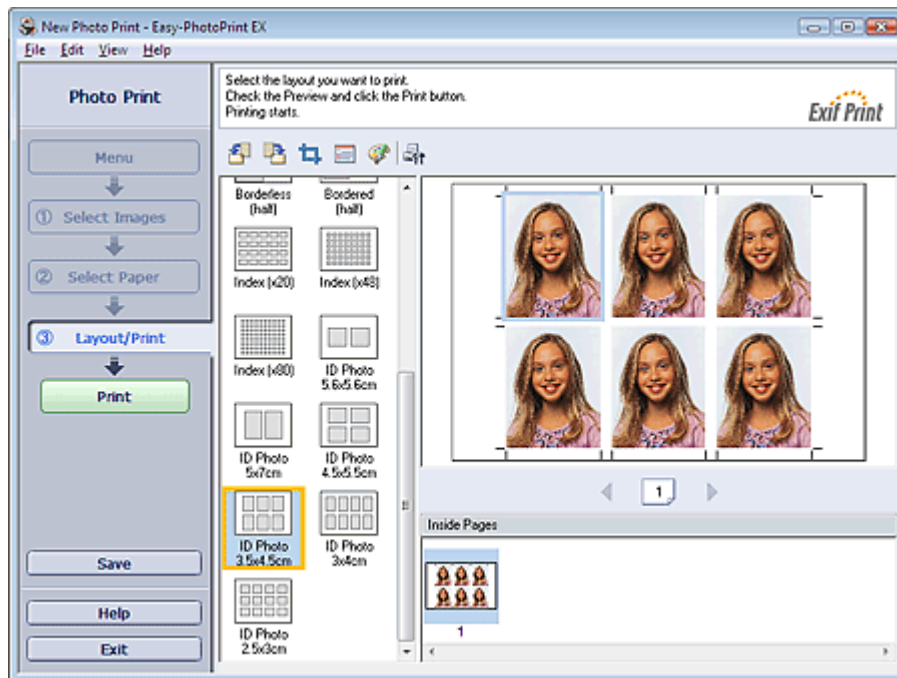 New Photo Print - Easy-PhotoPrint EX
File Edit View Help
Photo Print
Select the layout you want to print.
Check the Preview and click the Print button.
Printing starts.
Exif Print
Menu
① Select Images
② Select Paper
③ Layout/Print
Print
Save
Help
Exit
Borderless
(half)
Bordered
(half)
Index (x20)
Index (x48)
Index (x80)
ID Photo
5.6x5.6cm
ID Photo
5x7cm
ID Photo
4.5x5.5cm
ID Photo
3.5x4.5cm
ID Photo
3x4cm
ID Photo
2.5x3cm
1
Inside Pages
1